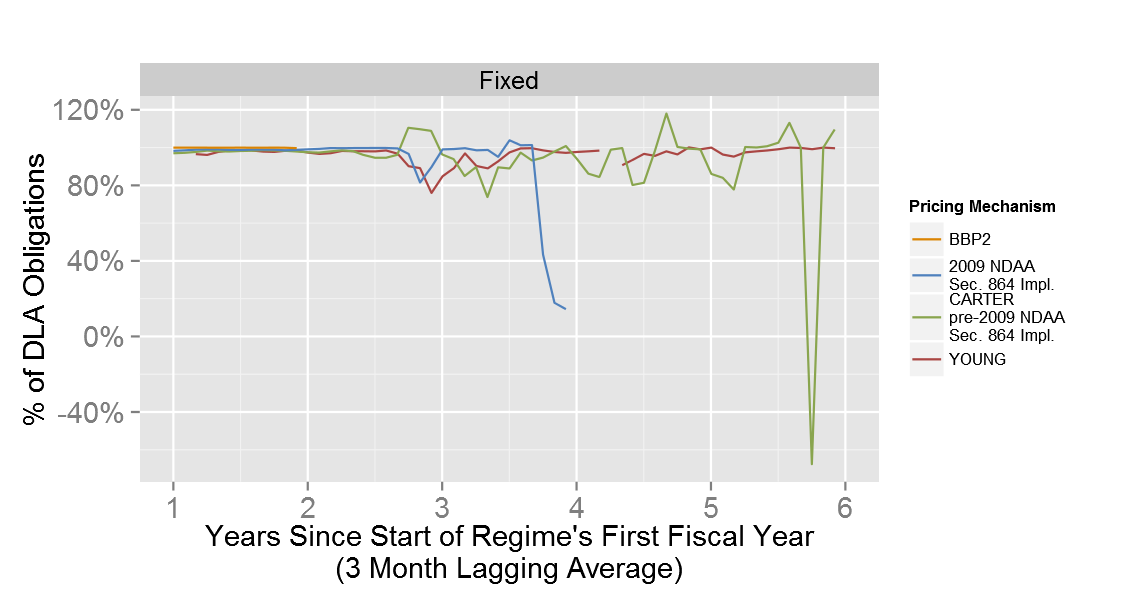 Fixed
120%
80%
40%
0%
-40%
% of DLA Obligations
1 2 3 4 5 6
Years Since Start of Regime's First Fiscal Year
(3 Month Lagging Average)
Pricing Mechanism
BBP2
2009 NDAA
Sec. 864 Impl.
CARTER
pre-2009 NDAA
Sec. 864 Impl.
YOUNG